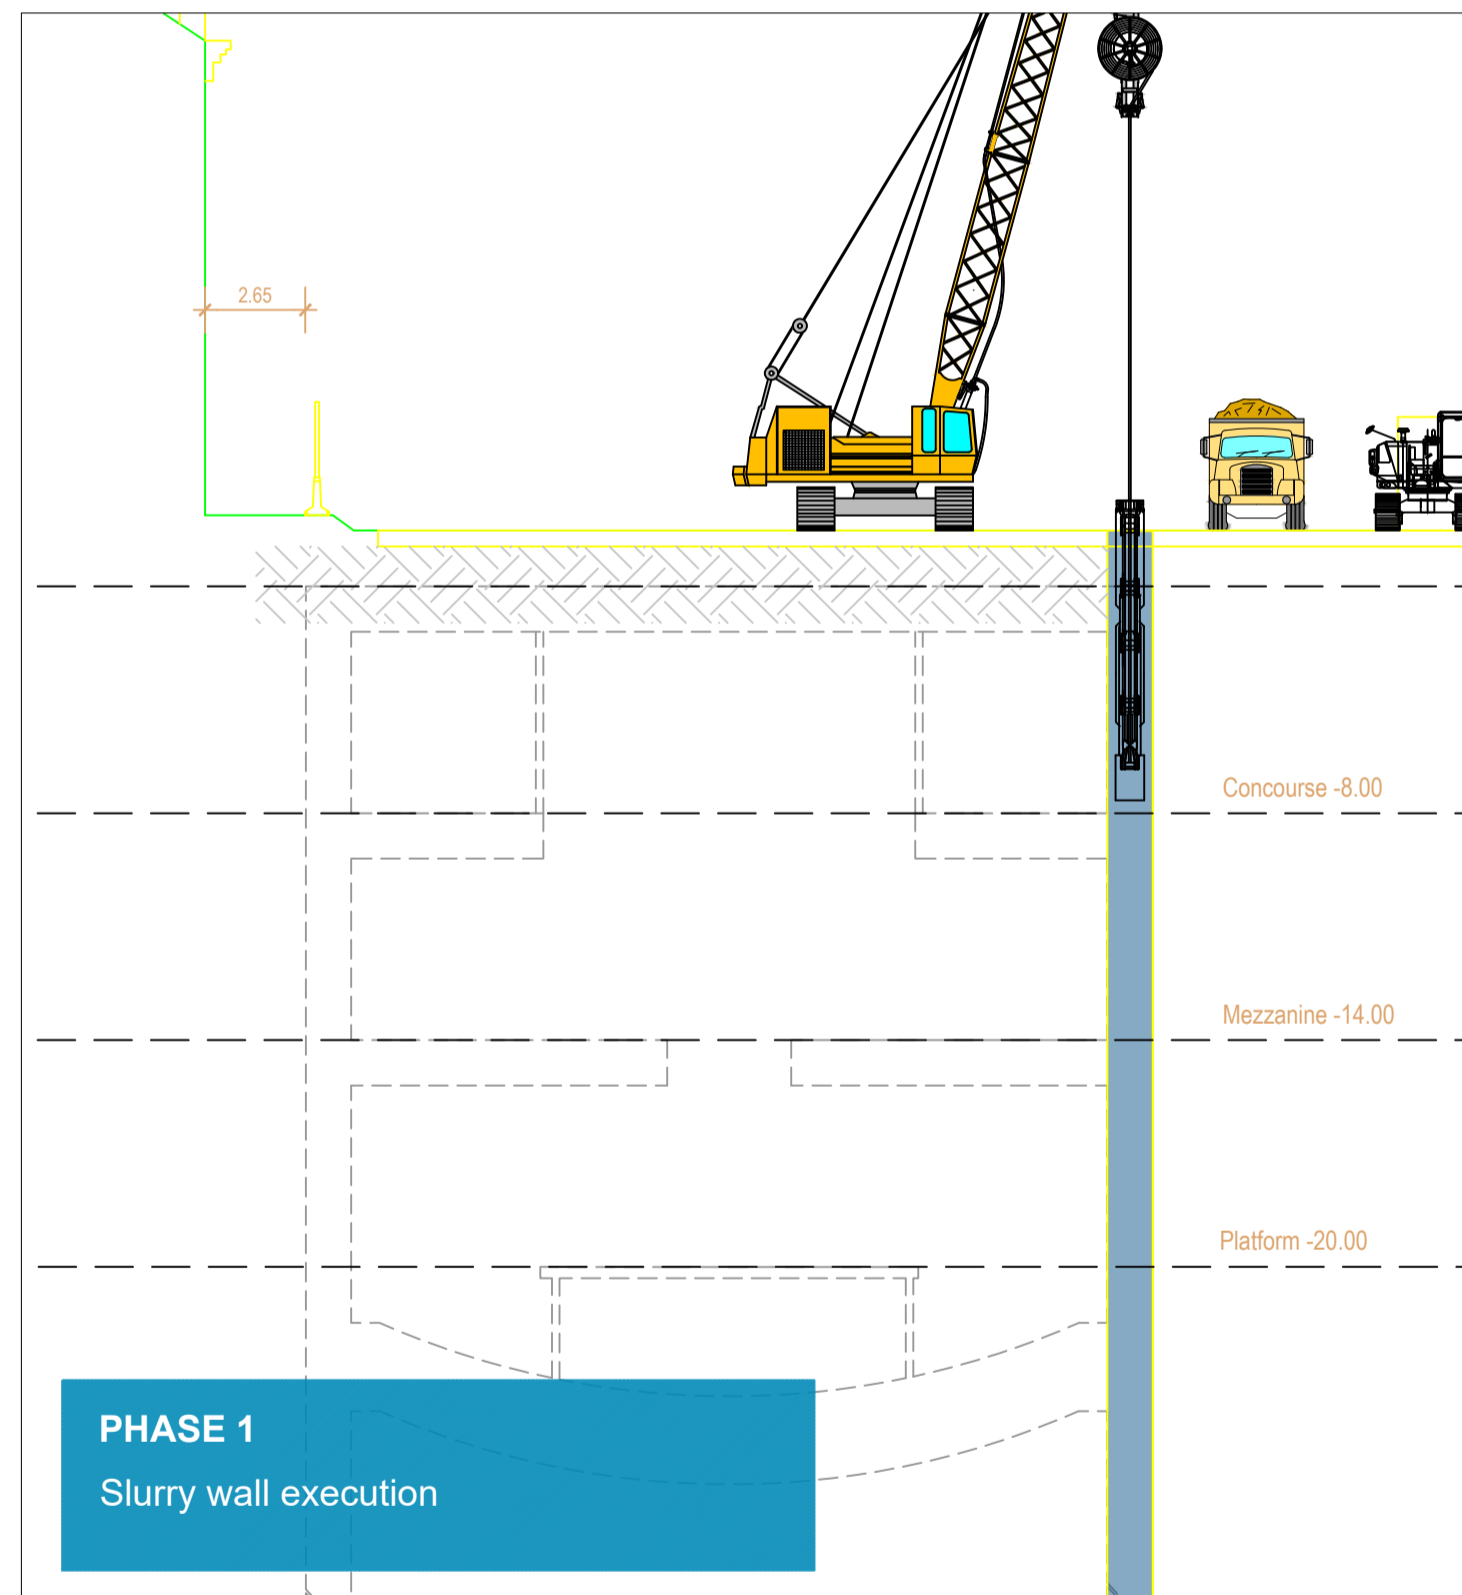 2.65
Concourse -8.00
Mezzanine -14.00
Platform -20.00
PHASE 1
Slurry wall execution